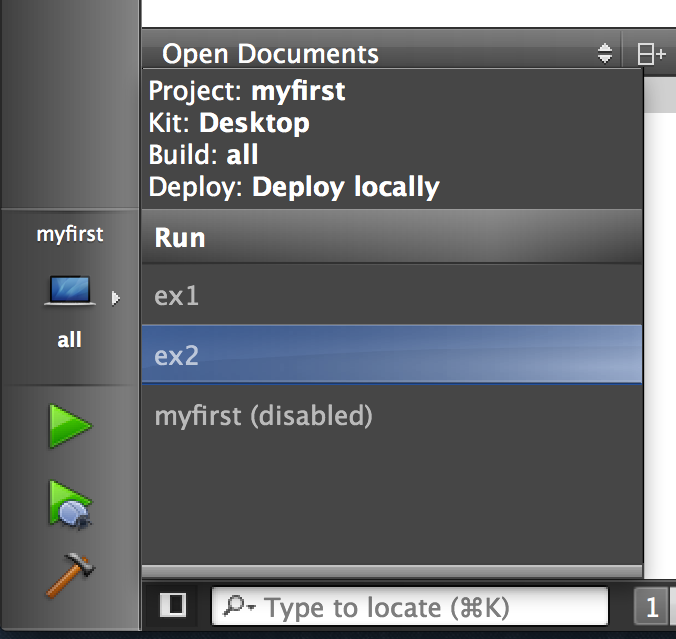 Open Documents
Project: myfirst
Kit: Desktop
Build: all
Deploy: Deploy locally
myfirst
all
Run
ex1
ex2
myfirst (disabled)
Type to locate (⌘K)
1